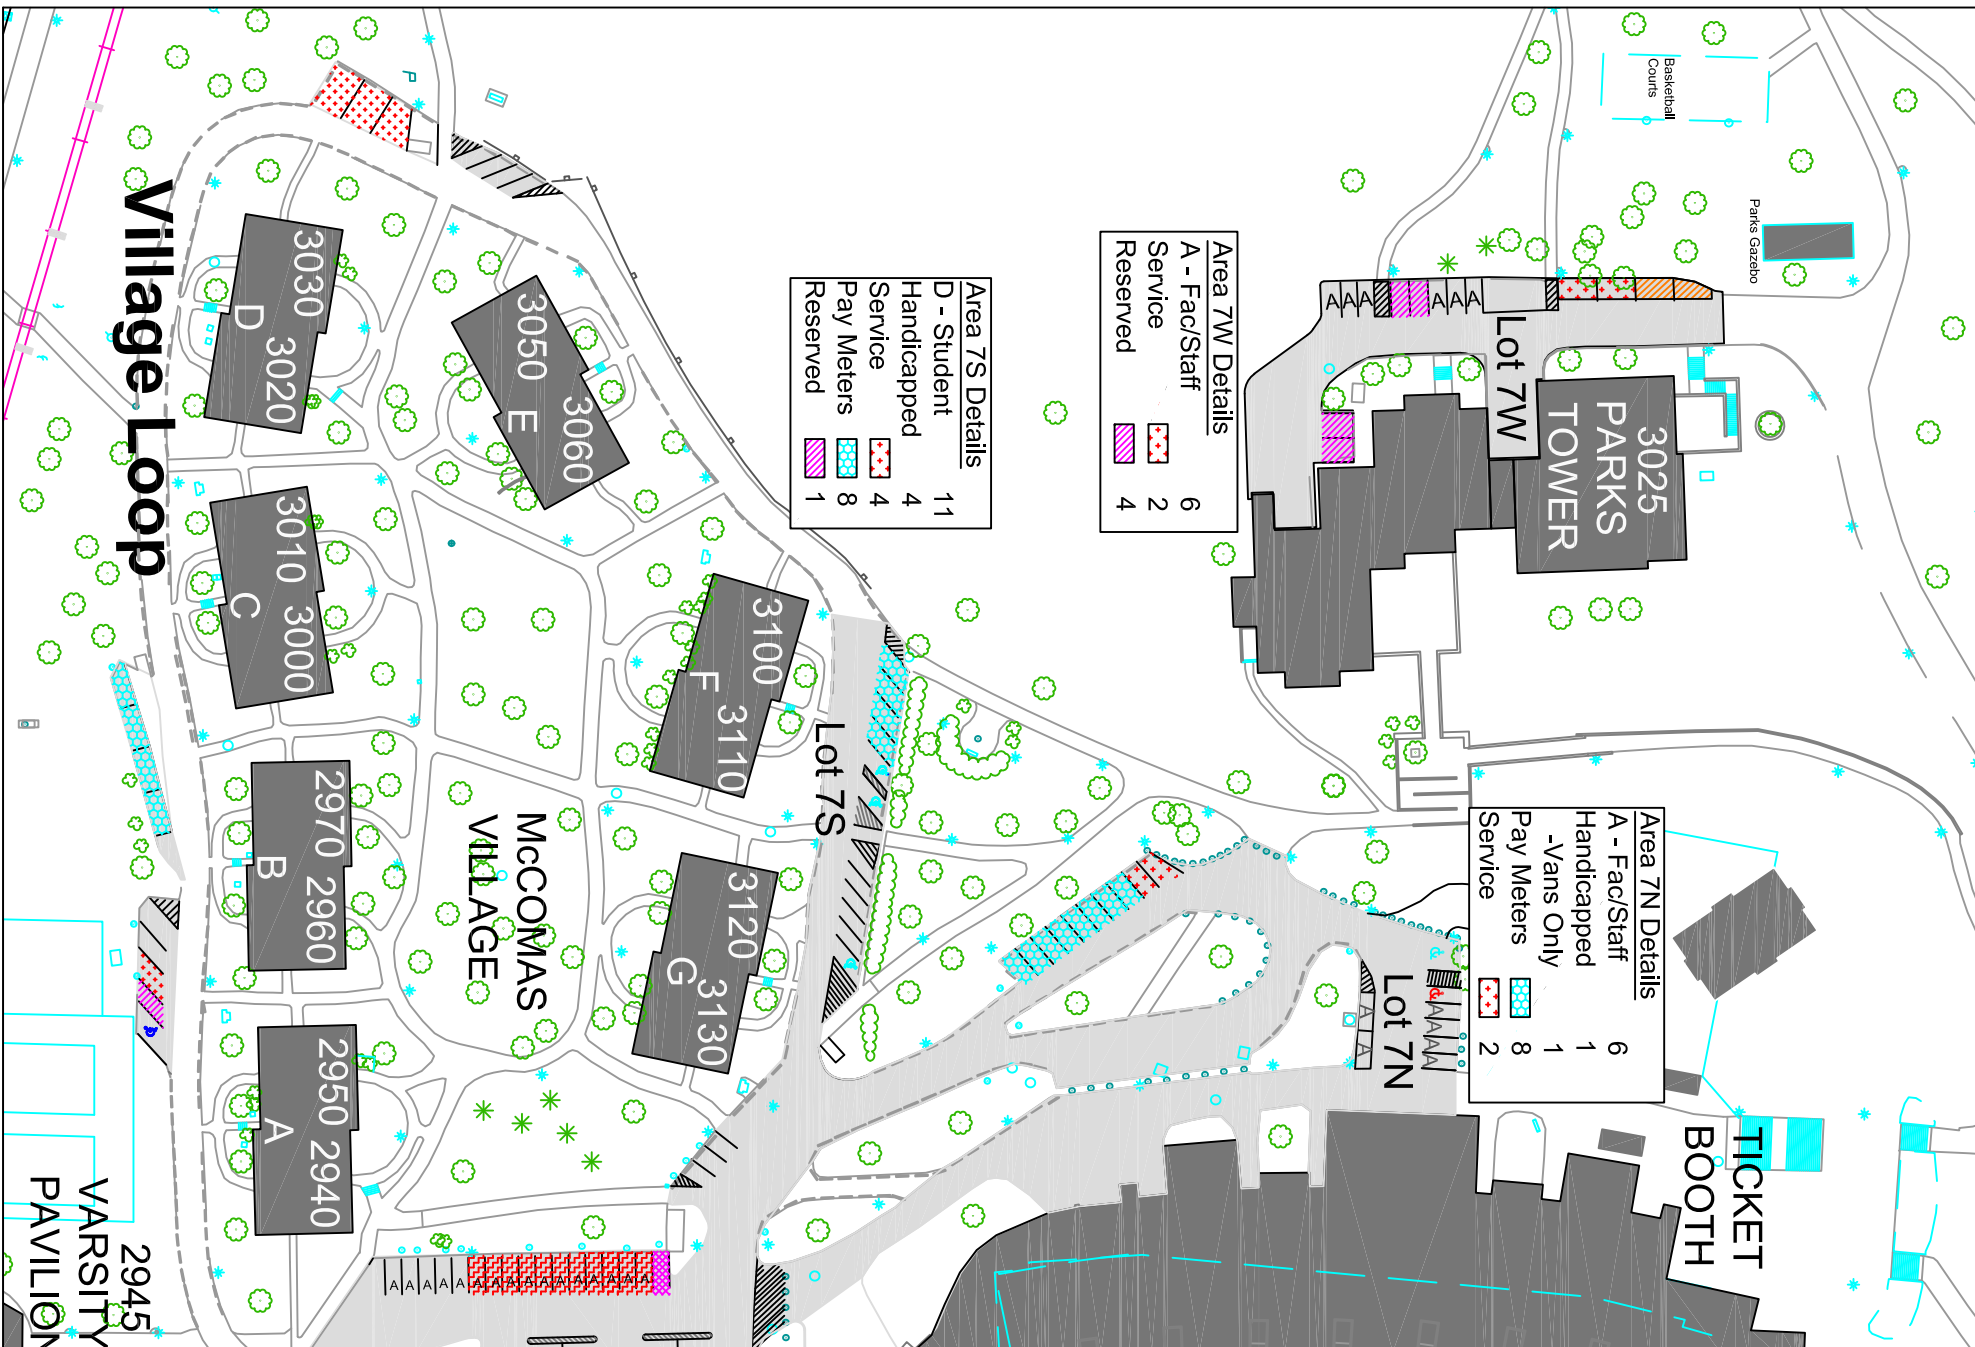 Basketball
Courts
Parks Gazebo
Village Loop
3030
D 3020
3050
E 3060
3010
C 3000
2970
B 2960
2950
A 2940
3100
F 3110
3120
G 3130
McCOMAS
VILLAGE
Lot 7S
Lot 7W
Lot 7N
3025
PARKS
TOWER
Area 7S Details
D - Student 11
Handicapped 4
Service 4
Pay Meters 8
Reserved 1
Area 7W Details
A - Fac/Staff 6
Service 2
Reserved 4
Area 7N Details
A - Fac/Staff 6
Handicapped 1
-Vans Only 1
Pay Meters 8
Service 2
TICKET
BOOTH
2945
VARSITY
PAVILION
A A A A A A
A A A A
A A
A A A A A A A A A A A A A A A